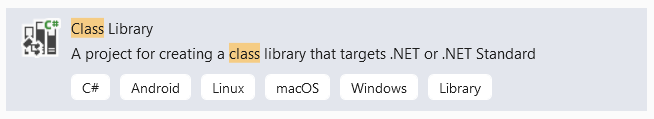 C#
Class Library
A project for creating a class library that targets .NET or .NET Standard
C# Android Linux macOS Windows Library